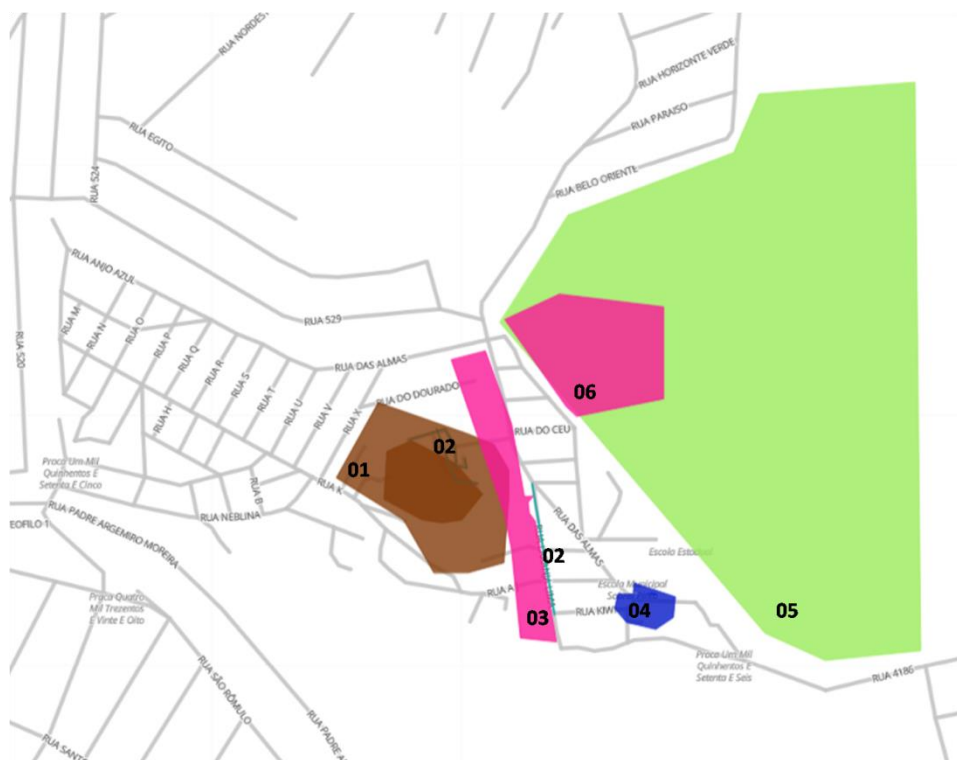 RUA NORDES
RUA HORIZONTE VERDE
RUA PARAISO
RUA EGITO
RUA 524
RUA BELO ORIENTE
RUA ANJO AZUL
RUA M
RUA N
RUA O
RUA P
RUA Q
RUA R
RUA S
RUA T
RUA U
RUA V
RUA X
RUA 529
RUA 520
RUA DAS ALMAS
RUA DO DOURADO
06
RUA DO CEU
RUA H
02
01
RUA K
Praça Um Mil
Quinhentos E
Setenta E Cinco
RUA B
RUA NEBLINA
EOFILO 1
RUA PADRE ARGEMIRO MOREIRA
RUA DAS ALMAS
02
Escola Estadual
Escola Municipal
RUA A
RUA KIWI
03
04
05
Praça Quatro
Mil Trezentos
E Vinte E Oito
Praça Um Mil
Quinhentos E
Setenta E Seis
RUA 4186
RUA SÃO RÔMULO
RUA PADRE A
RUA SANT